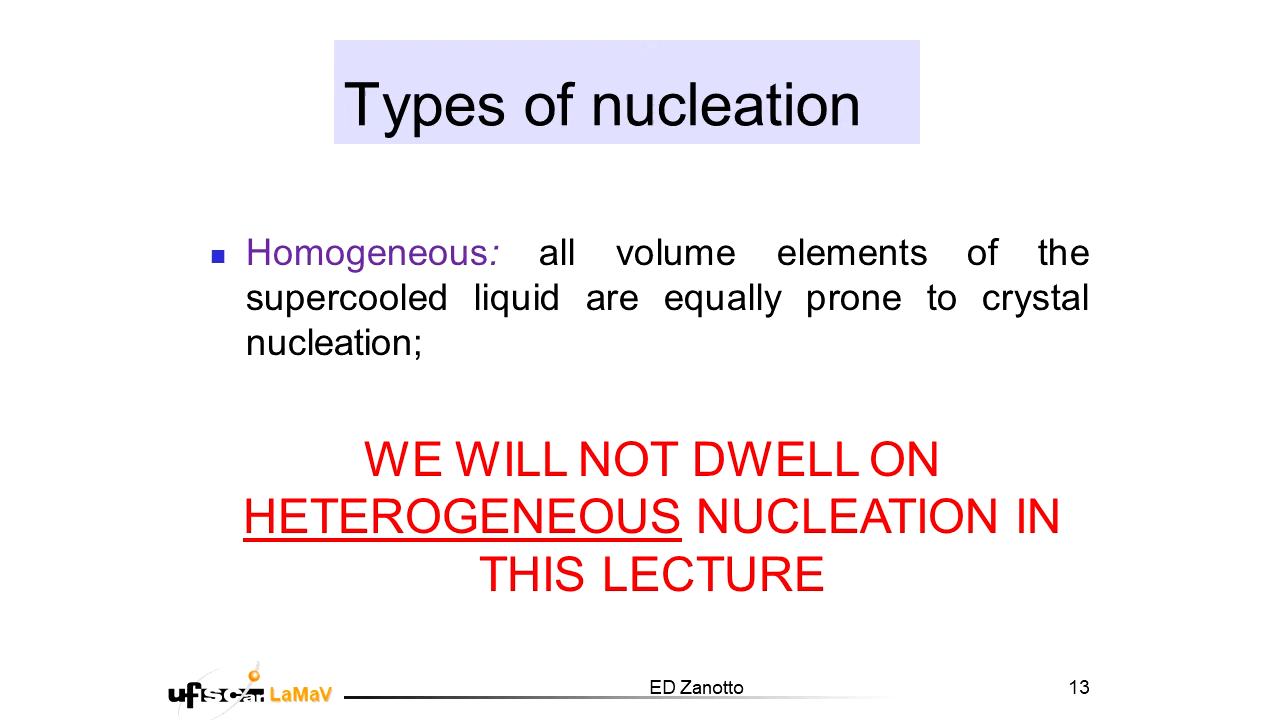 Types of nucleation
Homogeneous: all volume elements of the
supercooled liquid are equally prone to crystal
nucleation;
WE WILL NOT DWELL ON
HETEROGENEOUS NUCLEATION IN
THIS LECTURE
ufscar LaMaV
ED Zanotto
13